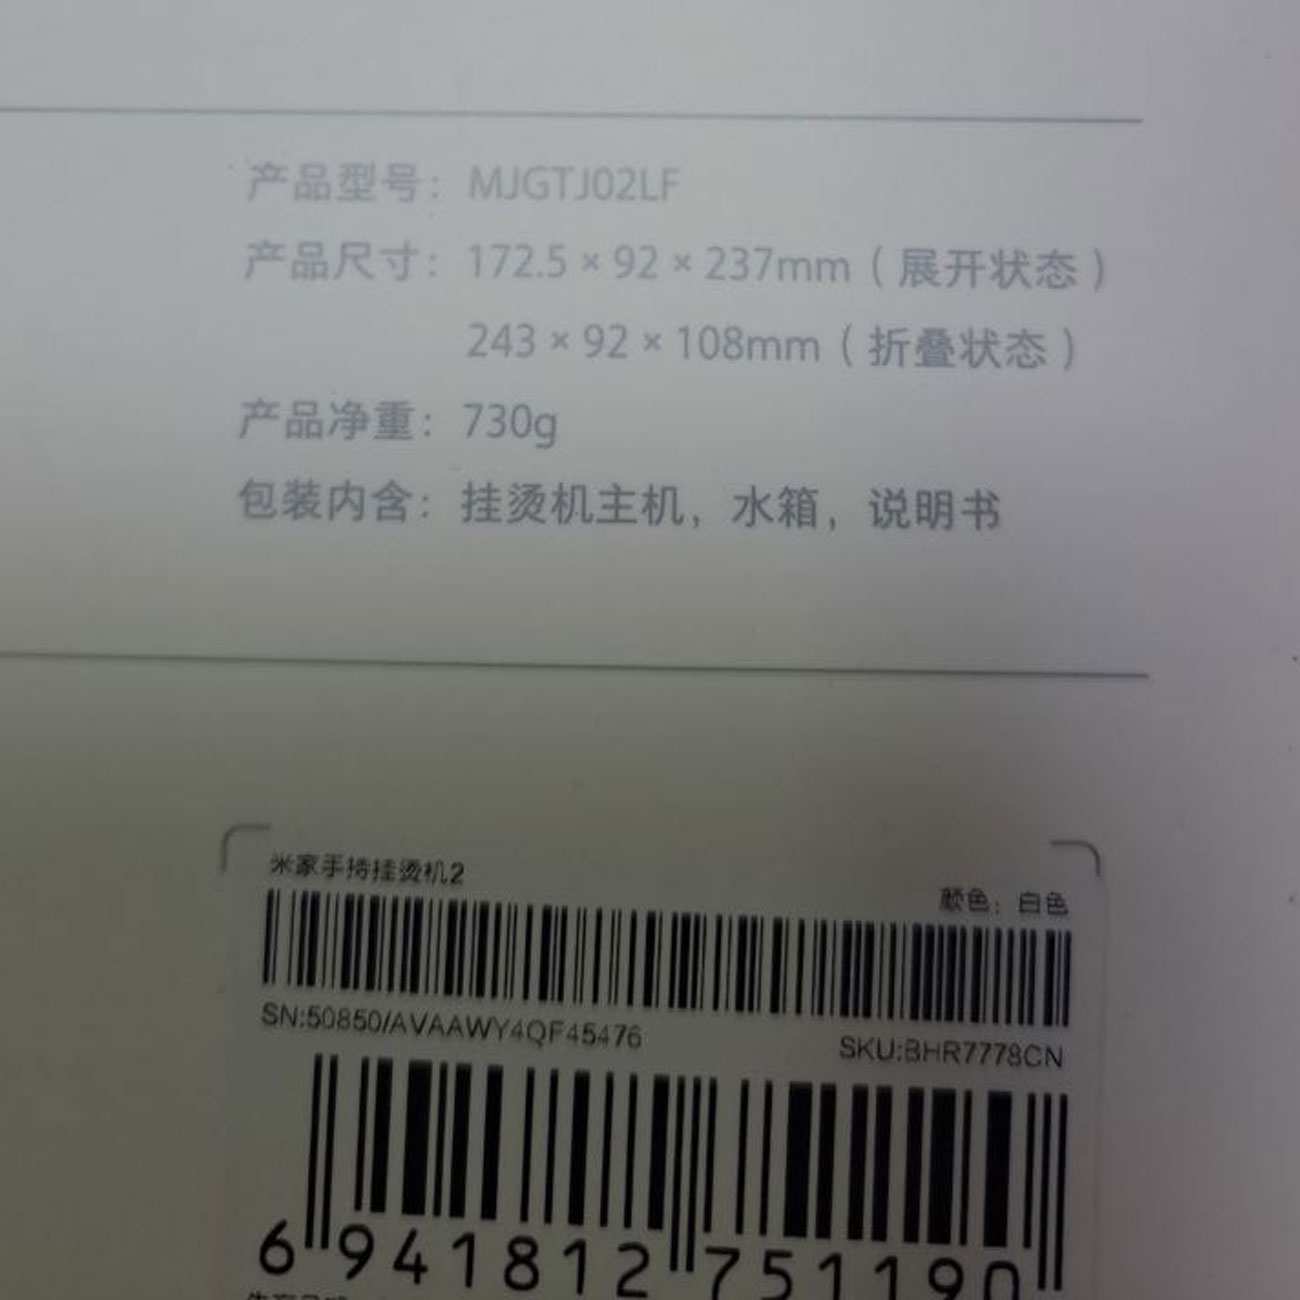 产品型号：MJGTJ02LF
产品尺寸：172.5 × 92 × 237mm（展开状态）
243 × 92 × 108mm（折叠状态）
产品净重：730g
包装内含：挂烫机主机，水箱，说明书
米家手持挂烫机2
颜色：白色
SN:50850/AVAAWY4QF45476
SKU:BHR7778CN
6 941812 751190